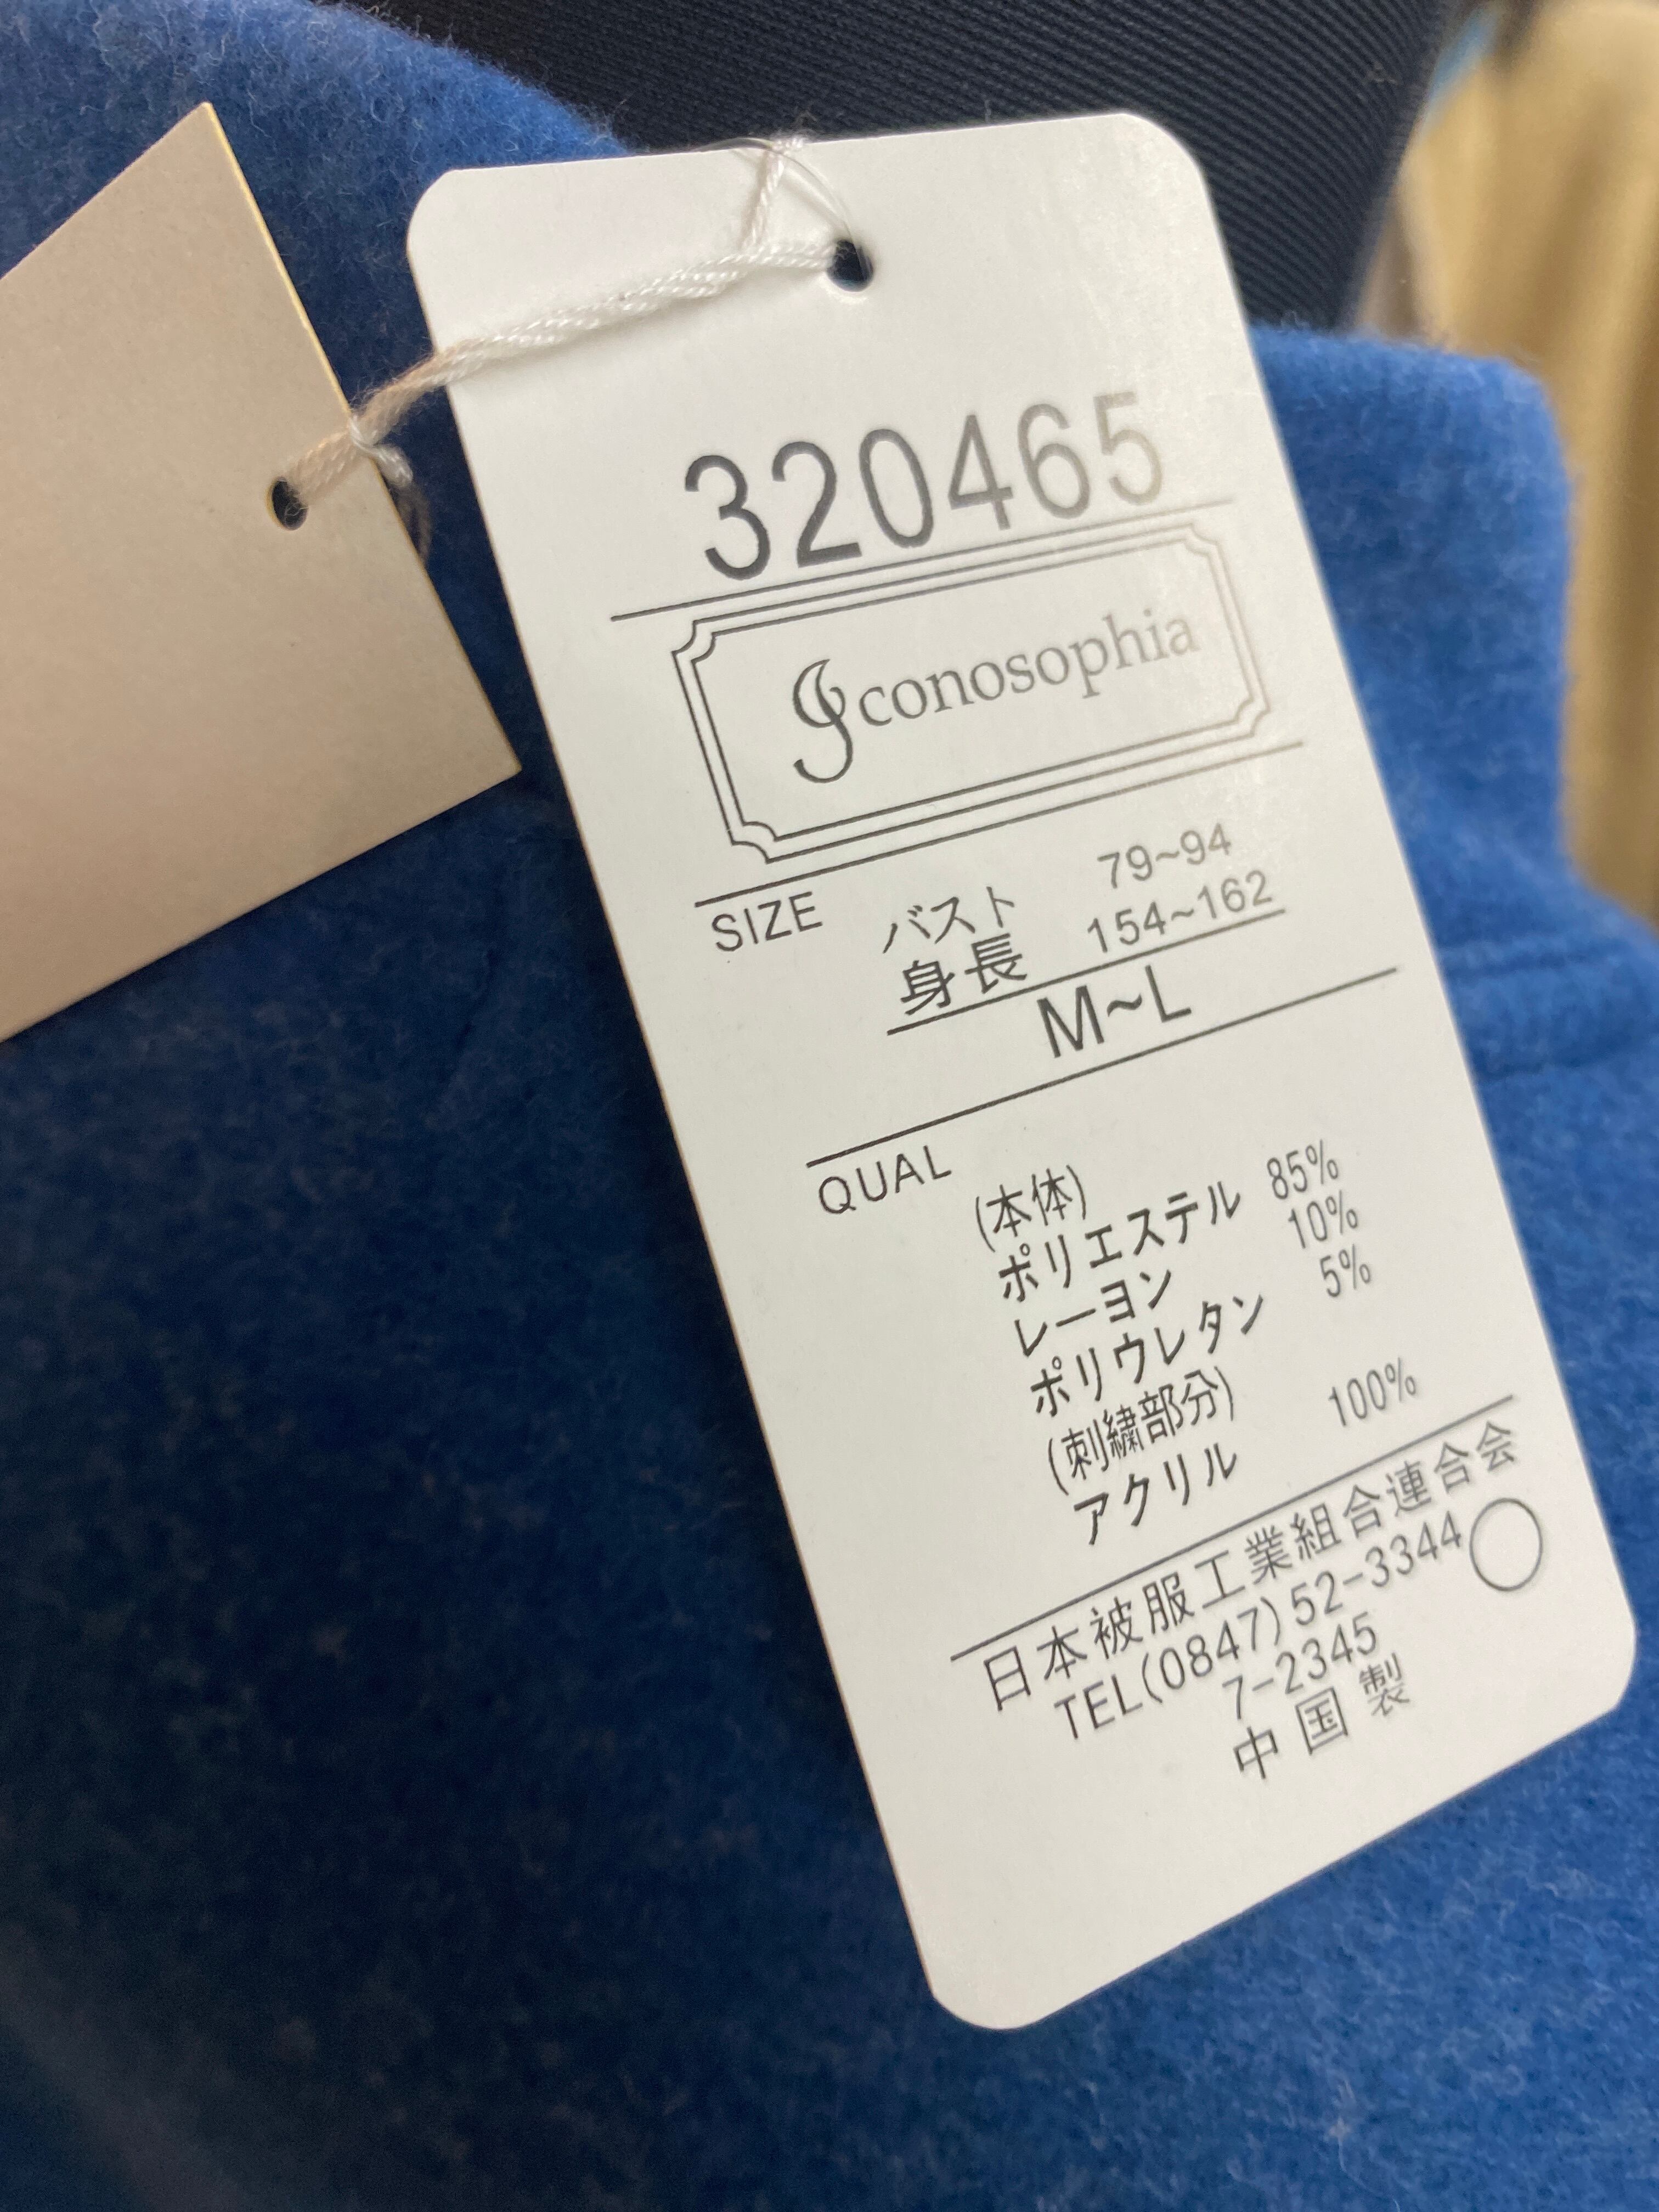 320465
Iconosophia
SIZE バスト 79~94
身長 154~162
M~L
QUAL
(本体)
ポリエステル 85%
レーヨン 10%
ポリウレタン 5%
(刺繍部分)
アクリル 100%
日本被服工業組合連合会
TEL(0847)52-3344
7-2345
中国製